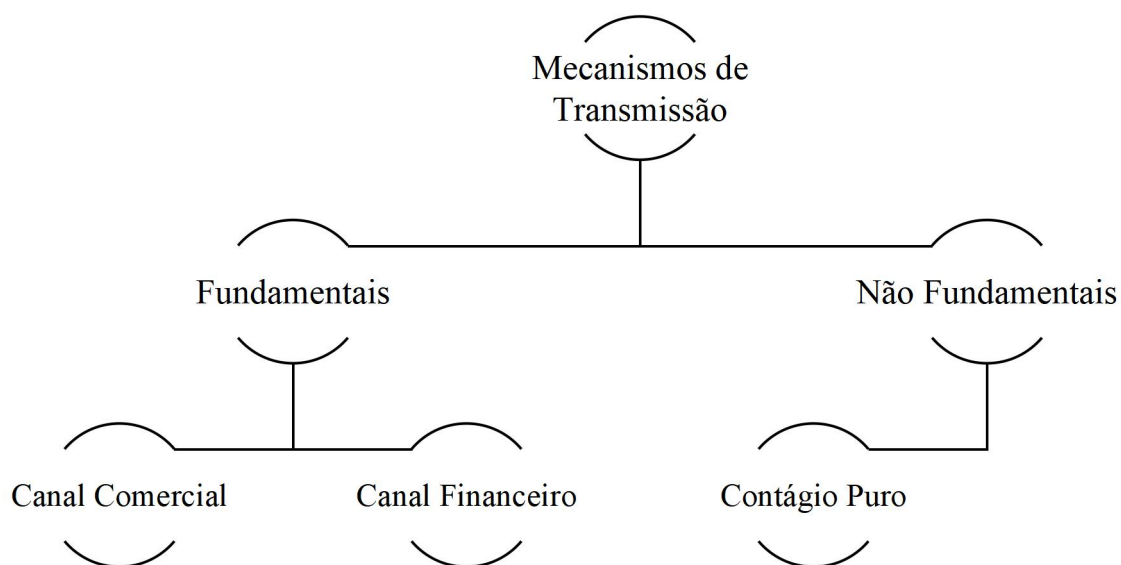 Mecanismos de
Transmissão
Fundamentais
Não Fundamentais
Canal Comercial
Canal Financeiro
Contágio Puro